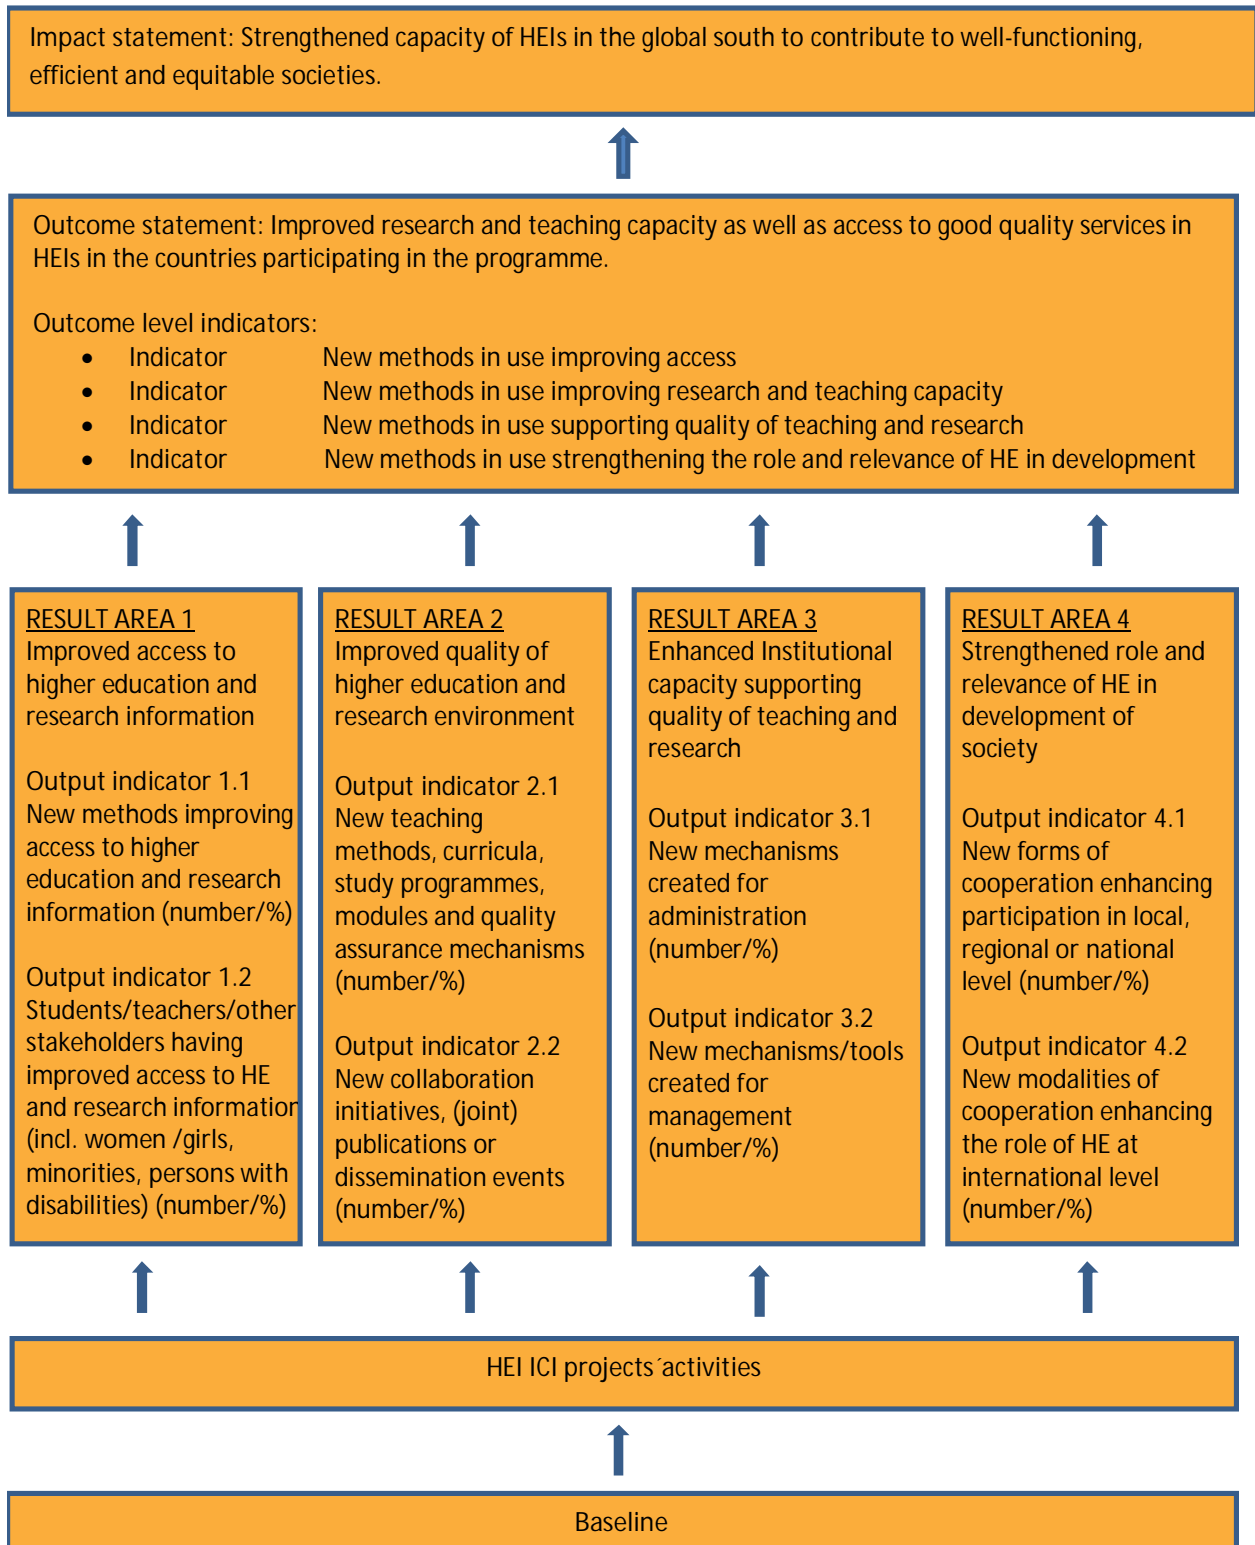 Impact statement: Strengthened capacity of HEIs in the global south to contribute to well-functioning,
efficient and equitable societies.
Outcome statement: Improved research and teaching capacity as well as access to good quality services in
HEIs in the countries participating in the programme.
Outcome level indicators:
• Indicator New methods in use improving access
• Indicator New methods in use improving research and teaching capacity
• Indicator New methods in use supporting quality of teaching and research
• Indicator New methods in use strengthening the role and relevance of HE in development
RESULT AREA 1
Improved access to
higher education and
research information
Output indicator 1.1
New methods improving
access to higher
education and research
information (number/%)
Output indicator 1.2
Students/teachers/other
stakeholders having
improved access to HE
and research information
(incl. women /girls,
minorities, persons with
disabilities) (number/%)
RESULT AREA 2
Improved quality of
higher education and
research environment
Output indicator 2.1
New teaching
methods, curricula,
study programmes,
modules and quality
assurance mechanisms
(number/%)
Output indicator 2.2
New collaboration
initiatives, (joint)
publications or
dissemination events
(number/%)
RESULT AREA 3
Enhanced Institutional
capacity supporting
quality of teaching and
research
Output indicator 3.1
New mechanisms
created for
administration
(number/%)
Output indicator 3.2
New mechanisms/tools
created for
management
(number/%)
RESULT AREA 4
Strengthened role and
relevance of HE in
development of
society
Output indicator 4.1
New forms of
cooperation enhancing
participation in local,
regional or national
level (number/%)
Output indicator 4.2
New modalities of
cooperation enhancing
the role of HE at
international level
(number/%)
HEI ICI projects´activities
Baseline